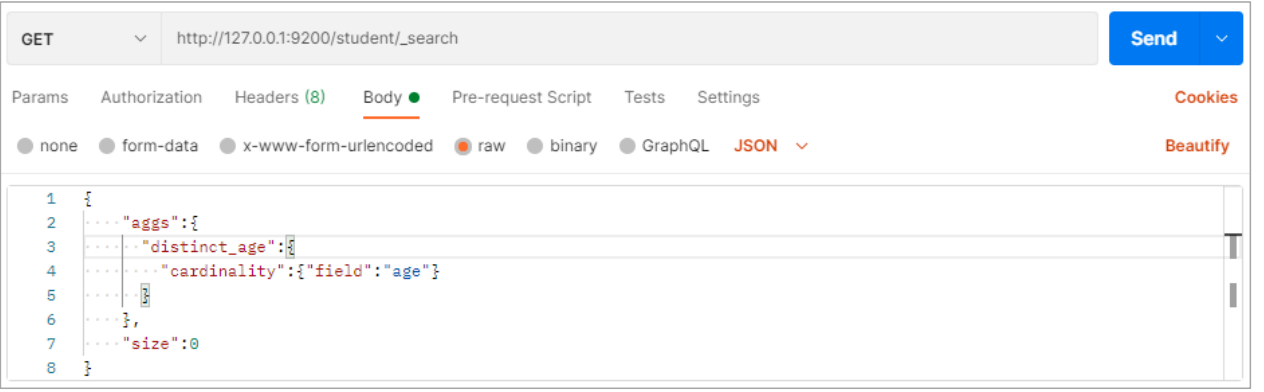 GET http://127.0.0.1:9200/student/_search Send
Params Authorization Headers (8) Body Pre-request Script Tests Settings Cookies
none form-data x-www-form-urlencoded raw binary GraphQL JSON Beautify
1 {
2 "aggs":{
3 "distinct_age":{
4 "cardinality":{"field":"age"}
5 }
6 },
7 "size":0
8 }